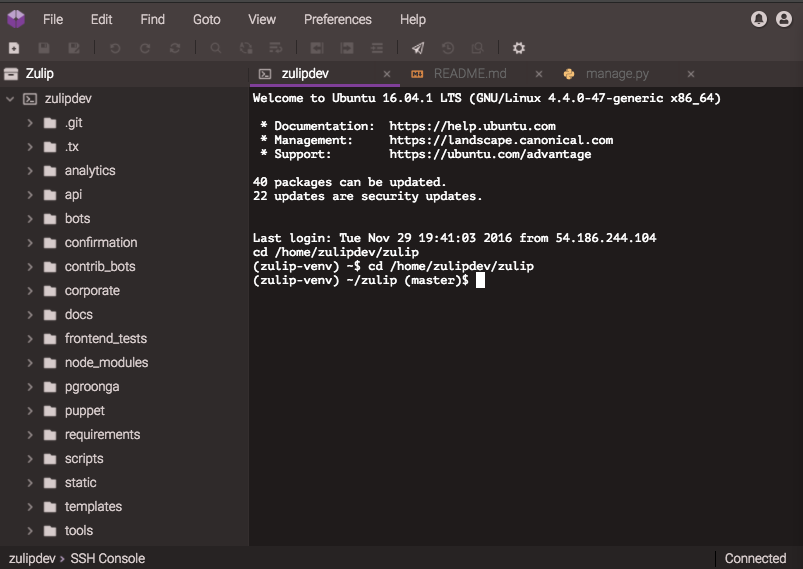 File Edit Find Goto View Preferences Help
Zulip
zulipdev
README.md
manage.py
zulipdev
.git
.tx
analytics
api
bots
confirmation
contrib_bots
corporate
docs
frontend_tests
node_modules
pgroonga
puppet
requirements
scripts
static
templates
tools
Welcome to Ubuntu 16.04.1 LTS (GNU/Linux 4.4.0-47-generic x86_64)
* Documentation: https://help.ubuntu.com
* Management: https://landscape.canonical.com
* Support: https://ubuntu.com/advantage
40 packages can be updated.
22 updates are security updates.
Last login: Tue Nov 29 19:41:03 2016 from 54.186.244.104
cd /home/zulipdev/zulip
(zulip-venv) ~$ cd /home/zulipdev/zulip
(zulip-venv) ~/zulip (master)$
zulipdev › SSH Console
Connected